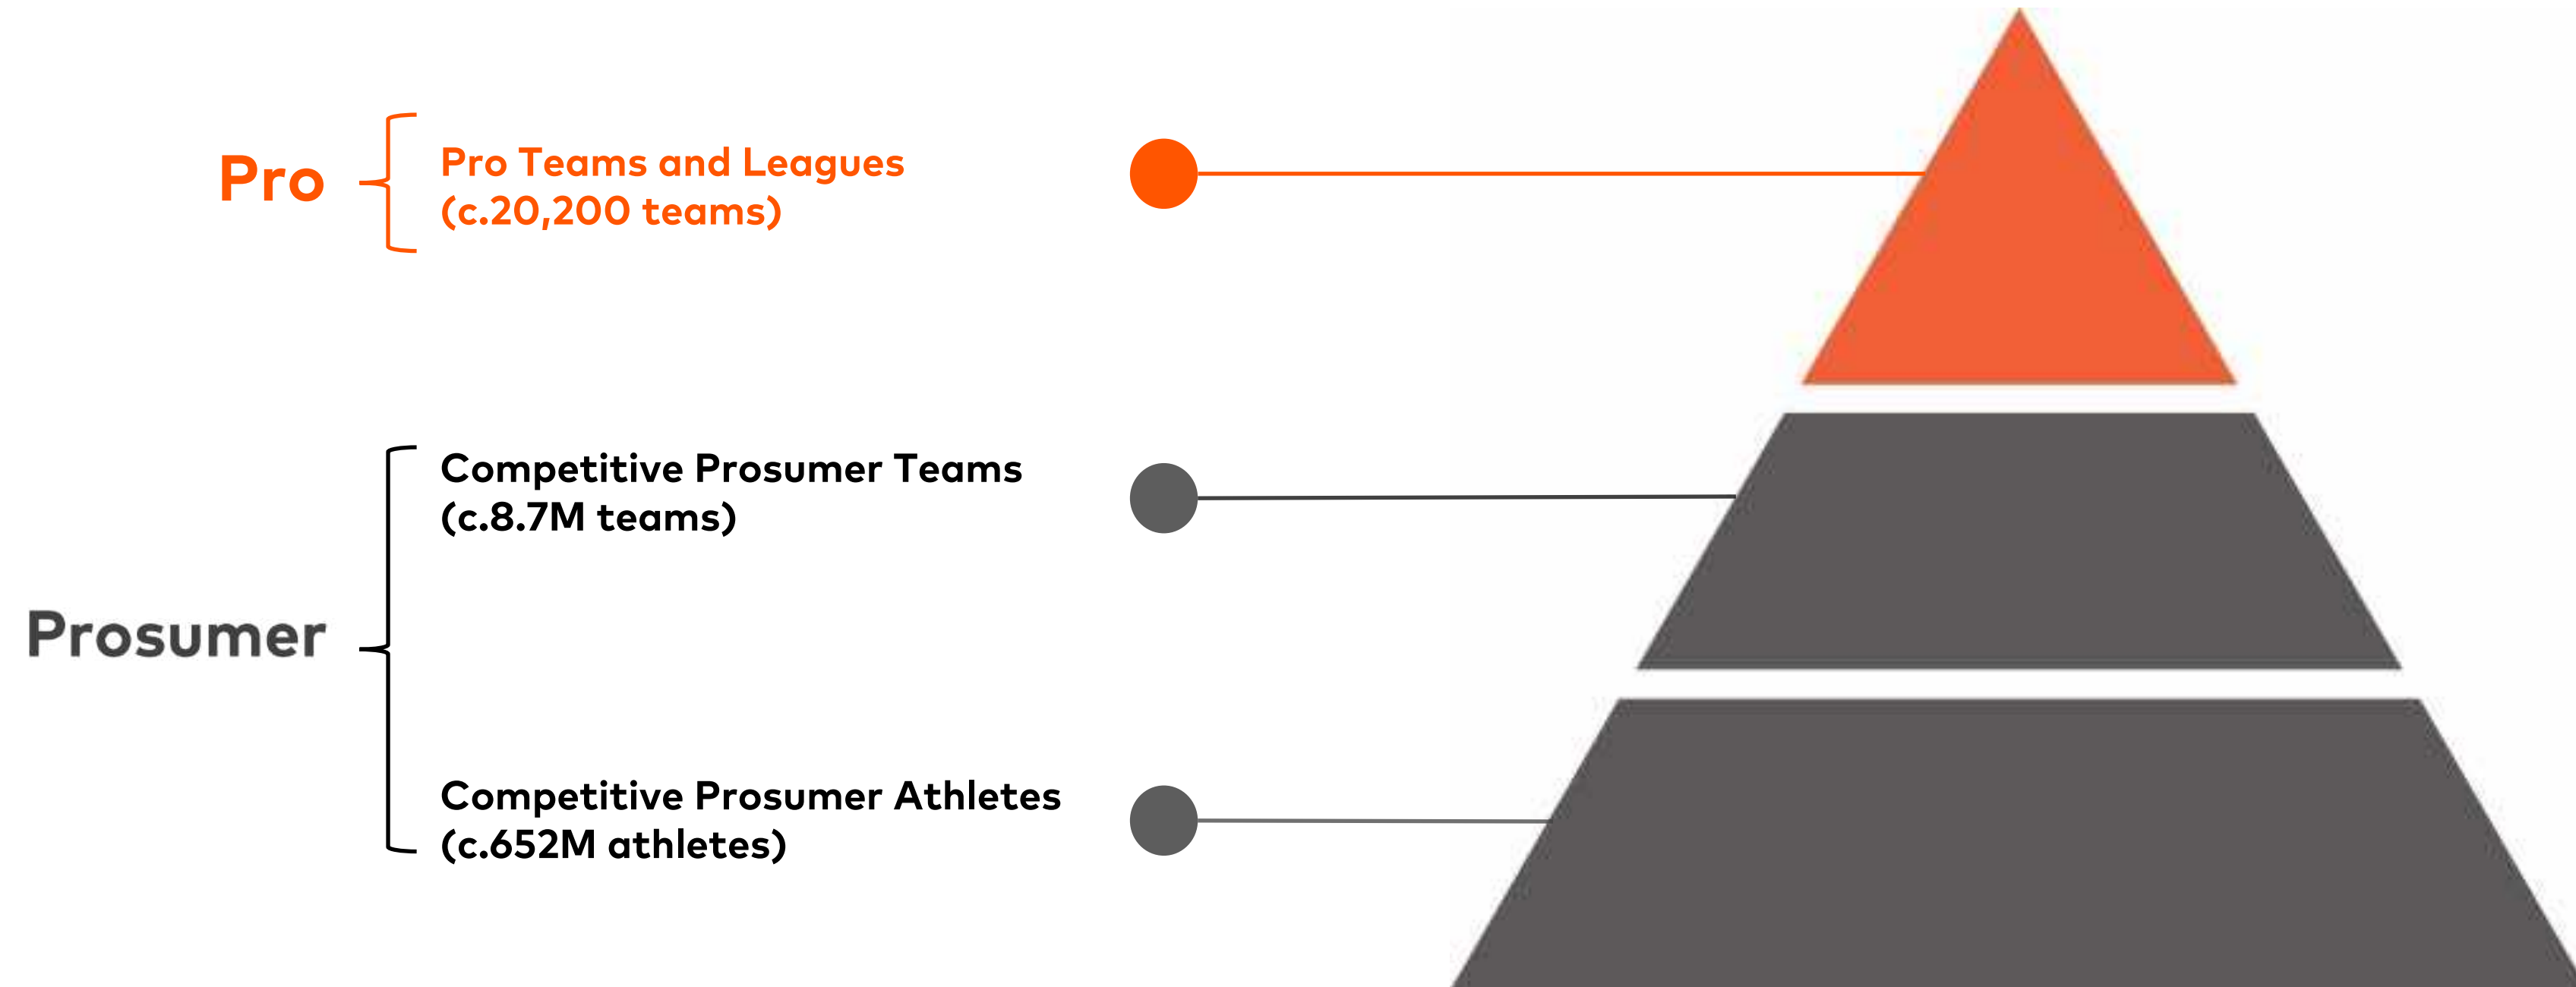 Pro
Pro Teams and Leagues
(c.20,200 teams)
Competitive Prosumer Teams
(c.8.7M teams)
Prosumer
Competitive Prosumer Athletes
(c.652M athletes)